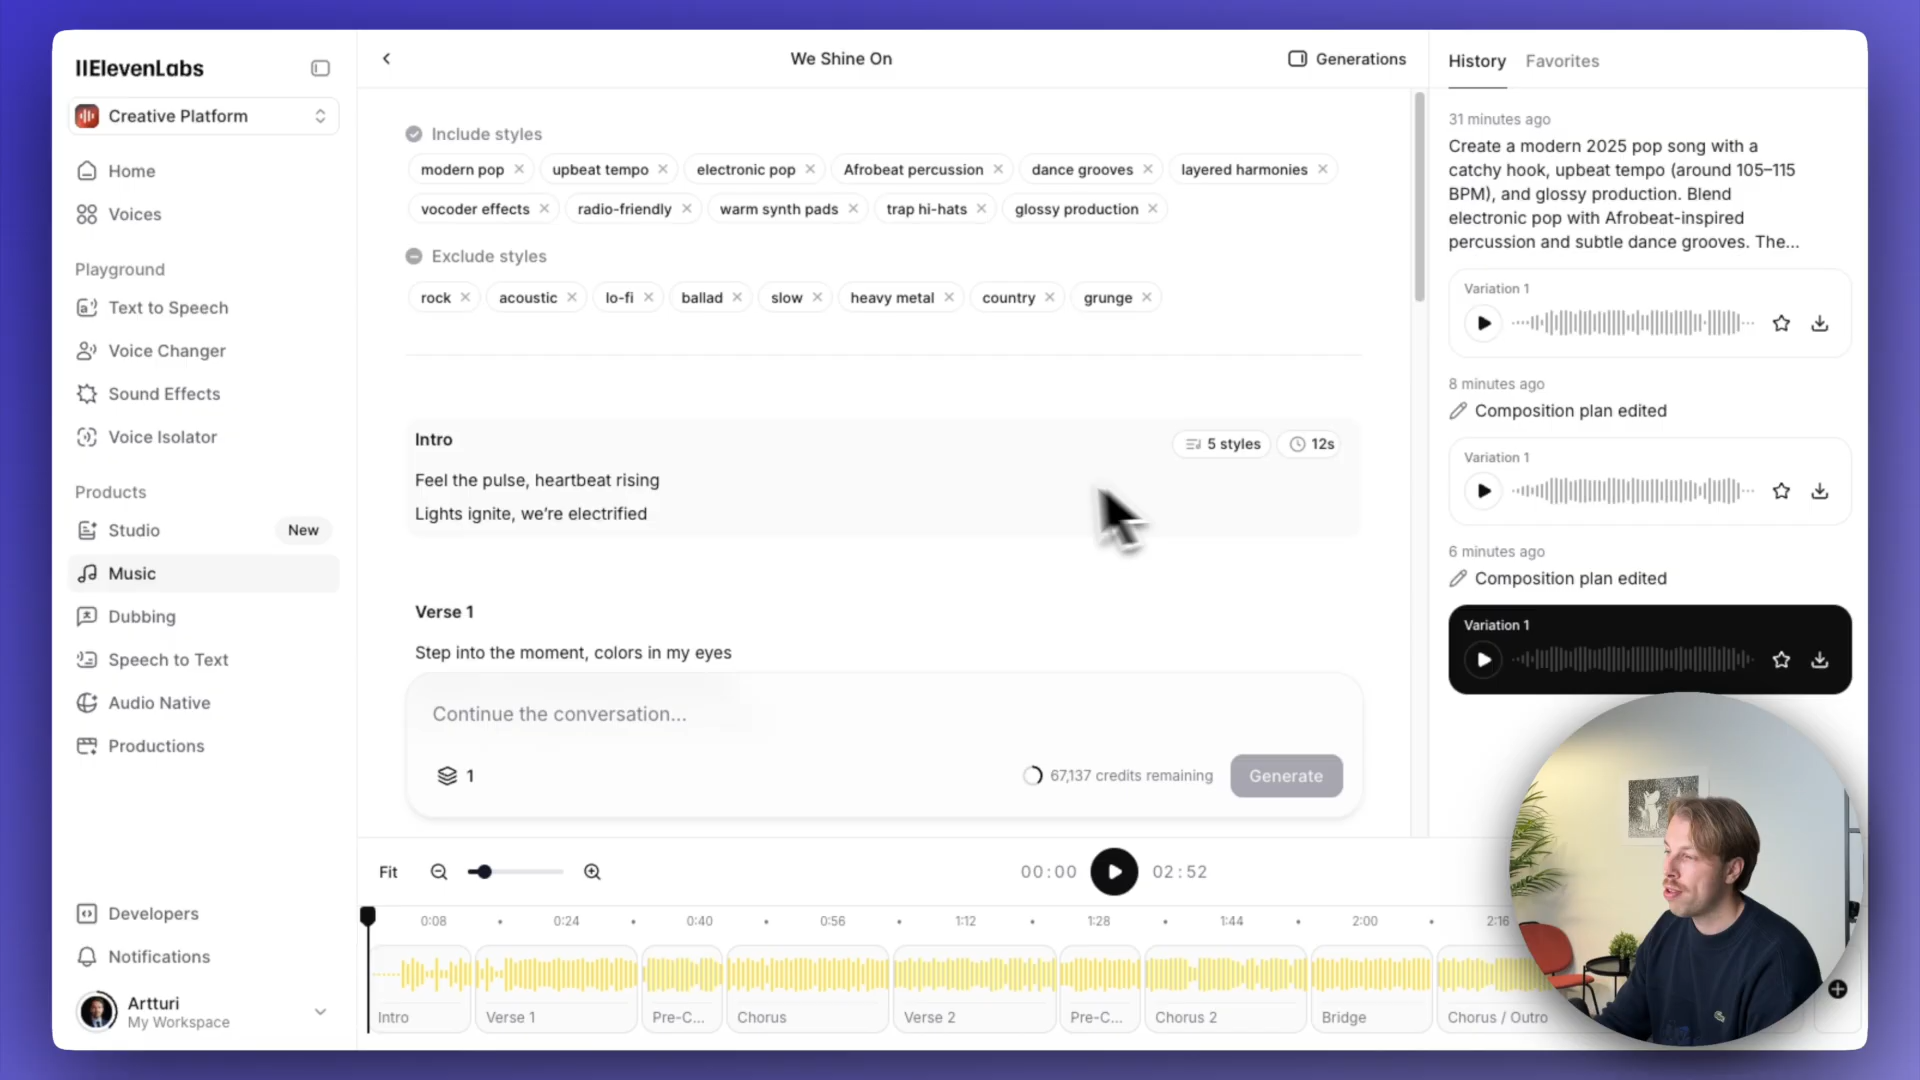 IIElevenLabs
Creative Platform
Home
Voices
Playground
Text to Speech
Voice Changer
Sound Effects
Voice Isolator
Products
Studio New
Music
Dubbing
Speech to Text
Audio Native
Productions
Developers
Notifications
Artturi
My Workspace
We Shine On
Generations
Include styles
modern pop upbeat tempo electronic pop Afrobeat percussion dance grooves layered harmonies
vocoder effects radio-friendly warm synth pads trap hi-hats glossy production
Exclude styles
rock acoustic lo-fi ballad slow heavy metal country grunge
Intro
5 styles 12s
Feel the pulse, heartbeat rising
Lights ignite, we're electrified
Verse 1
Step into the moment, colors in my eyes
Continue the conversation...
1
67,137 credits remaining
Generate
Fit
00:00 02:52
0:08 0:24 0:40 0:56 1:12 1:28 1:44 2:00 2:16
Intro Verse 1 Pre-C... Chorus Verse 2 Pre-C... Chorus 2 Bridge Chorus / Outro
History Favorites
31 minutes ago
Create a modern 2025 pop song with a
catchy hook, upbeat tempo (around 105–115
BPM), and glossy production. Blend
electronic pop with Afrobeat-inspired
percussion and subtle dance grooves. The...
Variation 1
8 minutes ago
Composition plan edited
Variation 1
6 minutes ago
Composition plan edited
Variation 1